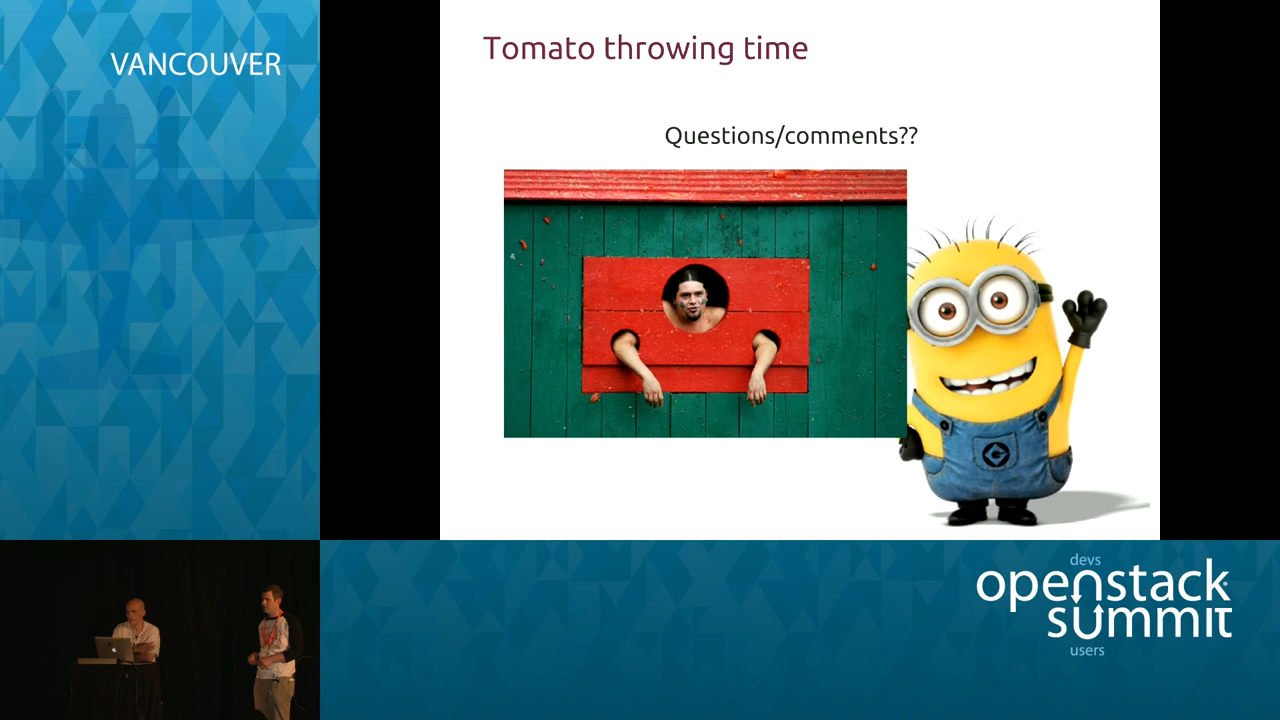 VANCOUVER
Tomato throwing time
Questions/comments??
devs
openstack
summit
users